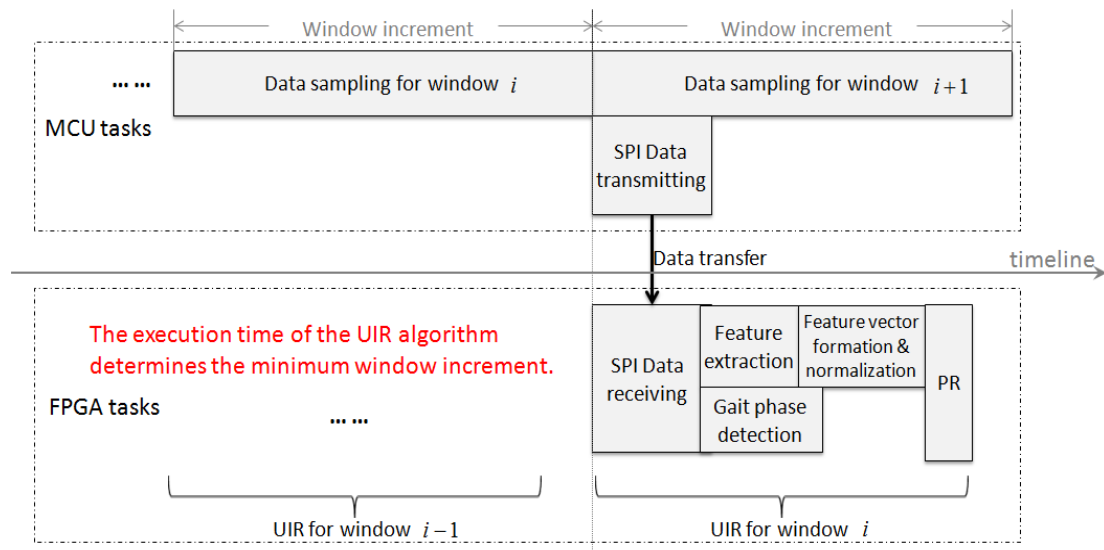 Window increment
Window increment
... ...
Data sampling for window i
Data sampling for window i+1
MCU tasks
SPI Data
transmitting
Data transfer
timeline
The execution time of the UIR algorithm
determines the minimum window increment.
FPGA tasks
... ...
SPI Data
receiving
Feature
extraction
Feature vector
formation &
normalization
Gait phase
detection
PR
UIR for window i−1
UIR for window i